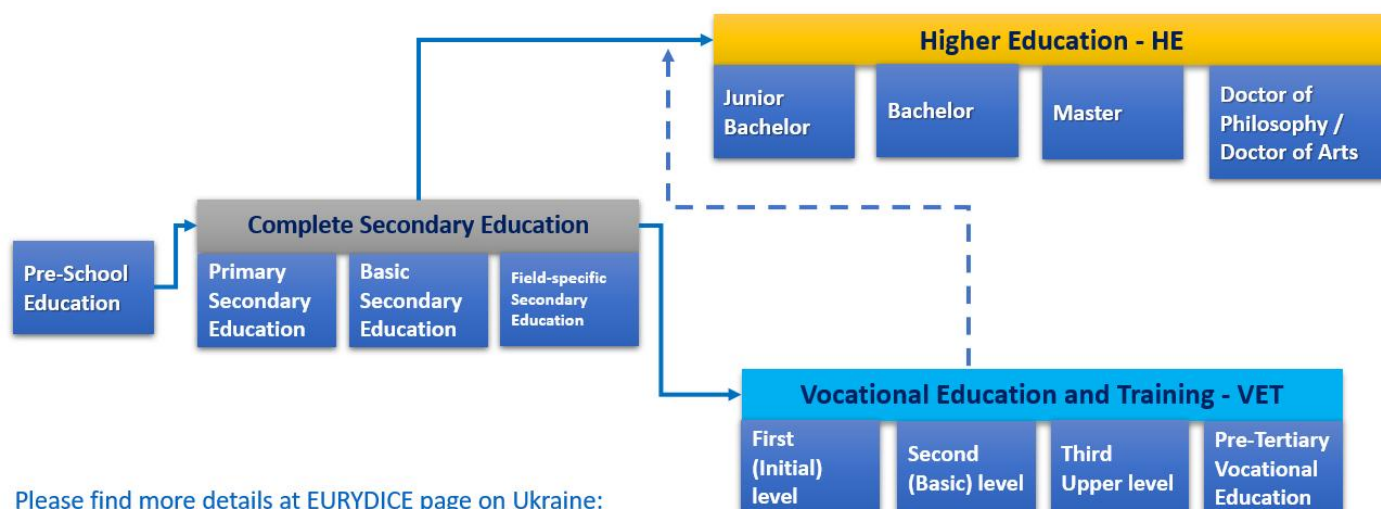 Higher Education - HE
Junior
Bachelor
Bachelor
Master
Doctor of
Philosophy /
Doctor of Arts
Complete Secondary Education
Pre-School
Education
Primary
Secondary
Education
Basic
Secondary
Education
Field-specific
Secondary
Education
Vocational Education and Training - VET
First
(Initial)
level
Second
(Basic) level
Third
Upper level
Pre-Tertiary
Vocational
Education
Please find more details at EURYDICE page on Ukraine: